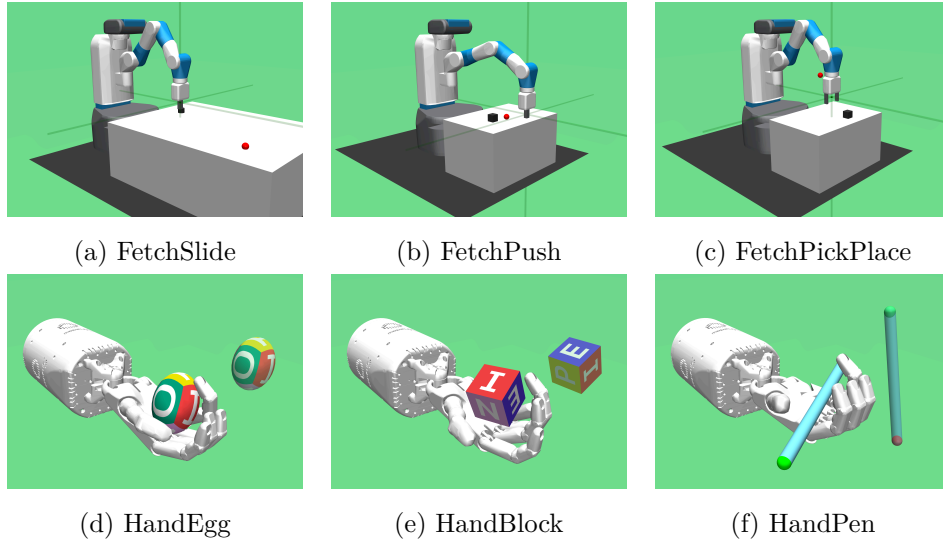 (a) FetchSlide
(b) FetchPush
(c) FetchPickPlace
O J
I
N E
E
P I
(d) HandEgg
(e) HandBlock
(f) HandPen